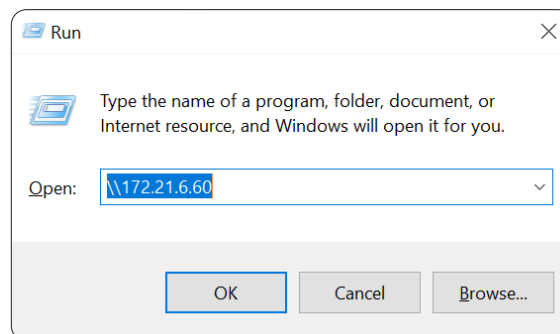 Run
Type the name of a program, folder, document, or
Internet resource, and Windows will open it for you.
Open: \\172.21.6.60
OK Cancel Browse...